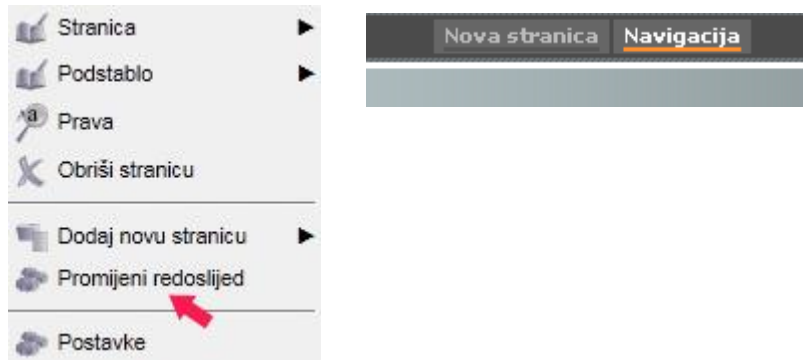 Stranica
Podstablo
Prava
Obriši stranicu
Dodaj novu stranicu
Promijeni redoslijed
Postavke
Nova stranica Navigacija